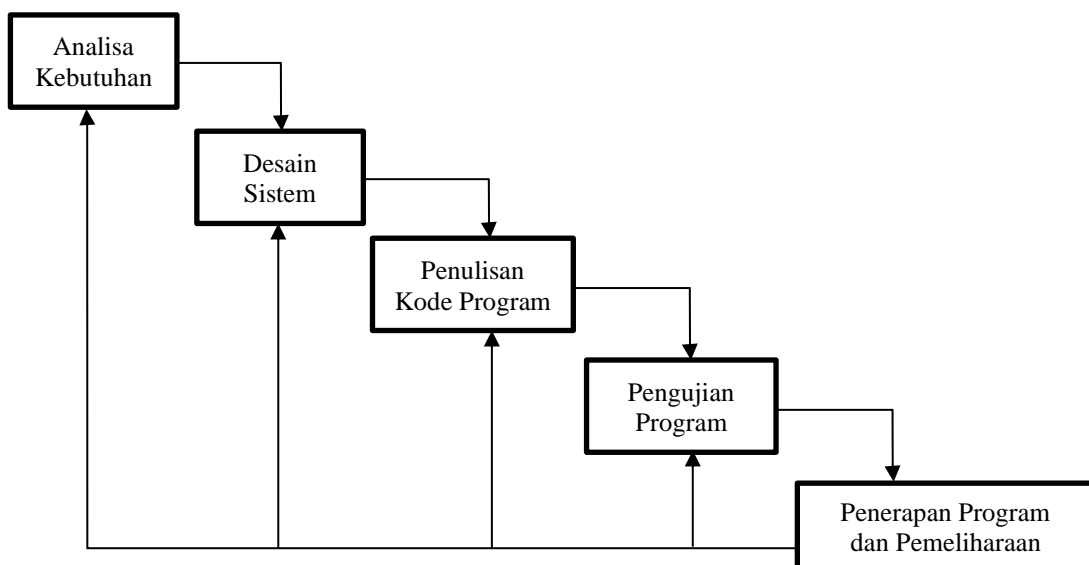 Analisa
Kebutuhan
Desain
Sistem
Penulisan
Kode Program
Pengujian
Program
Penerapan Program
dan Pemeliharaan